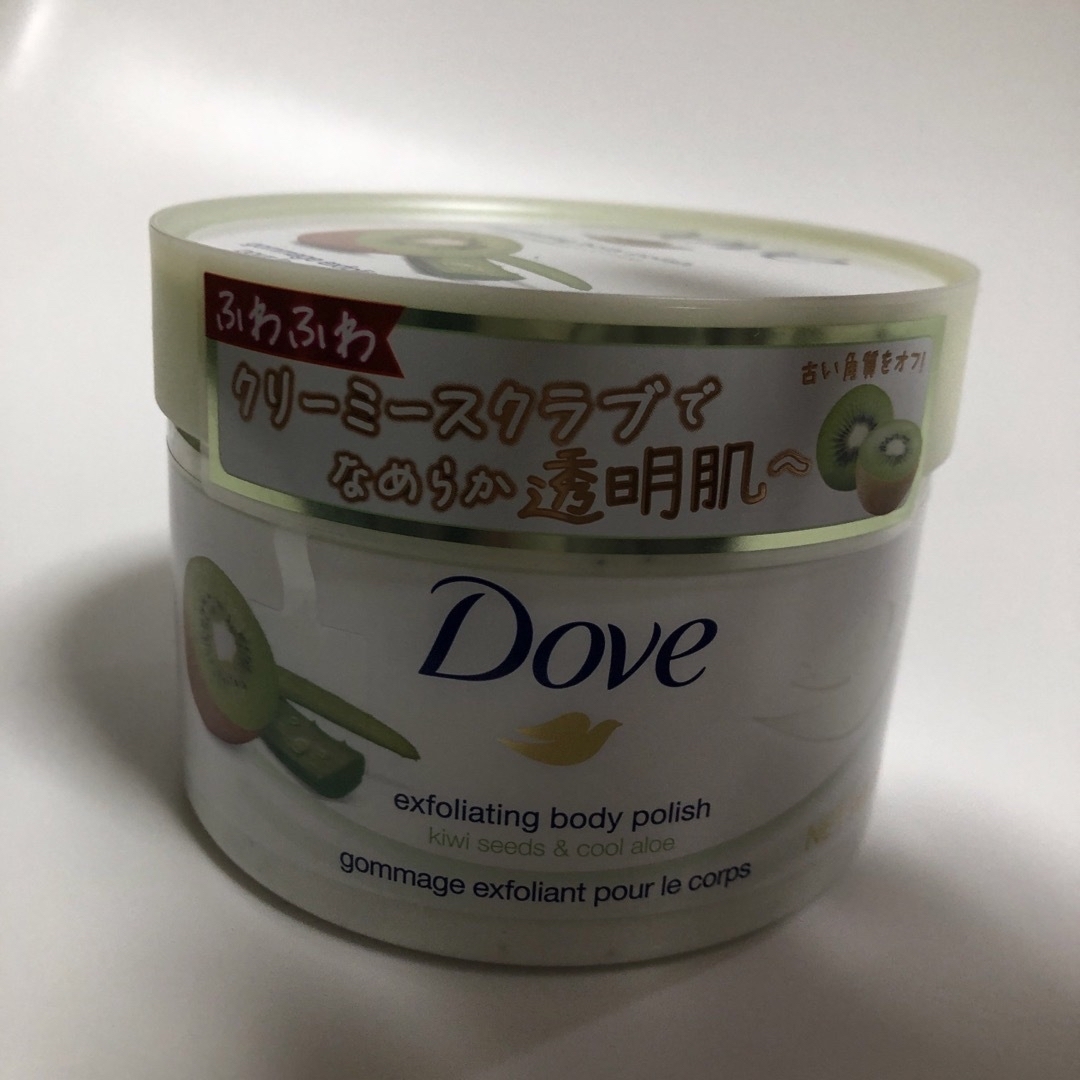 gommage exfol
ふわふわ
クリーミースクラブで
古い角質をオフ!
なめらか透明肌へ
Dove
exfoliating body polish
kiwi seeds & cool aloe
gommage exfoliant pour le corps